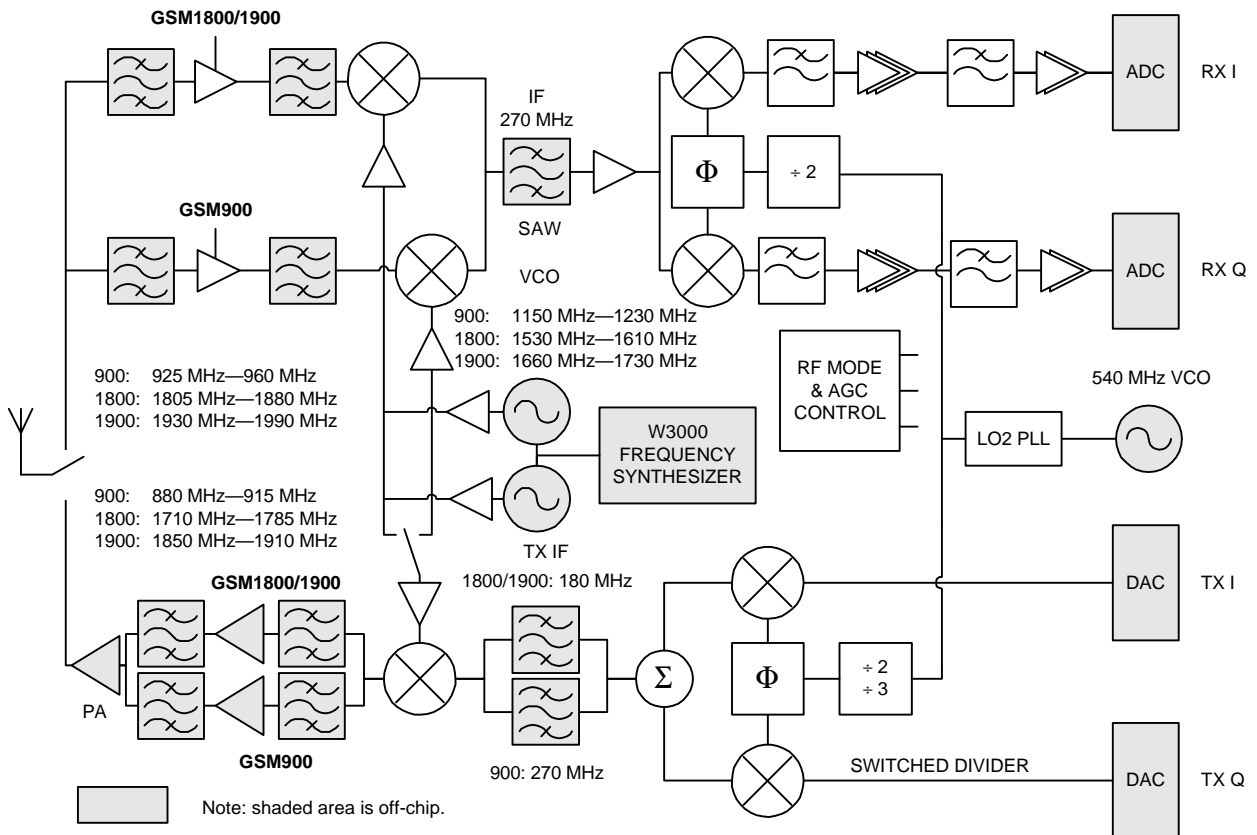 GSM1800/1900
ADC
RX I
IF
270 MHz
Φ
÷ 2
GSM900
SAW
ADC
RX Q
VCO
900: 1150 MHz—1230 MHz
1800: 1530 MHz—1610 MHz
1900: 1660 MHz—1730 MHz
RF MODE
& AGC
CONTROL
900: 925 MHz—960 MHz
1800: 1805 MHz—1880 MHz
1900: 1930 MHz—1990 MHz
540 MHz VCO
W3000
FREQUENCY
SYNTHESIZER
LO2 PLL
900: 880 MHz—915 MHz
1800: 1710 MHz—1785 MHz
1900: 1850 MHz—1910 MHz
TX IF
1800/1900: 180 MHz
GSM1800/1900
DAC
TX I
Σ
Φ
÷ 2
÷ 3
PA
GSM900
900: 270 MHz
SWITCHED DIVIDER
DAC
TX Q
Note: shaded area is off-chip.